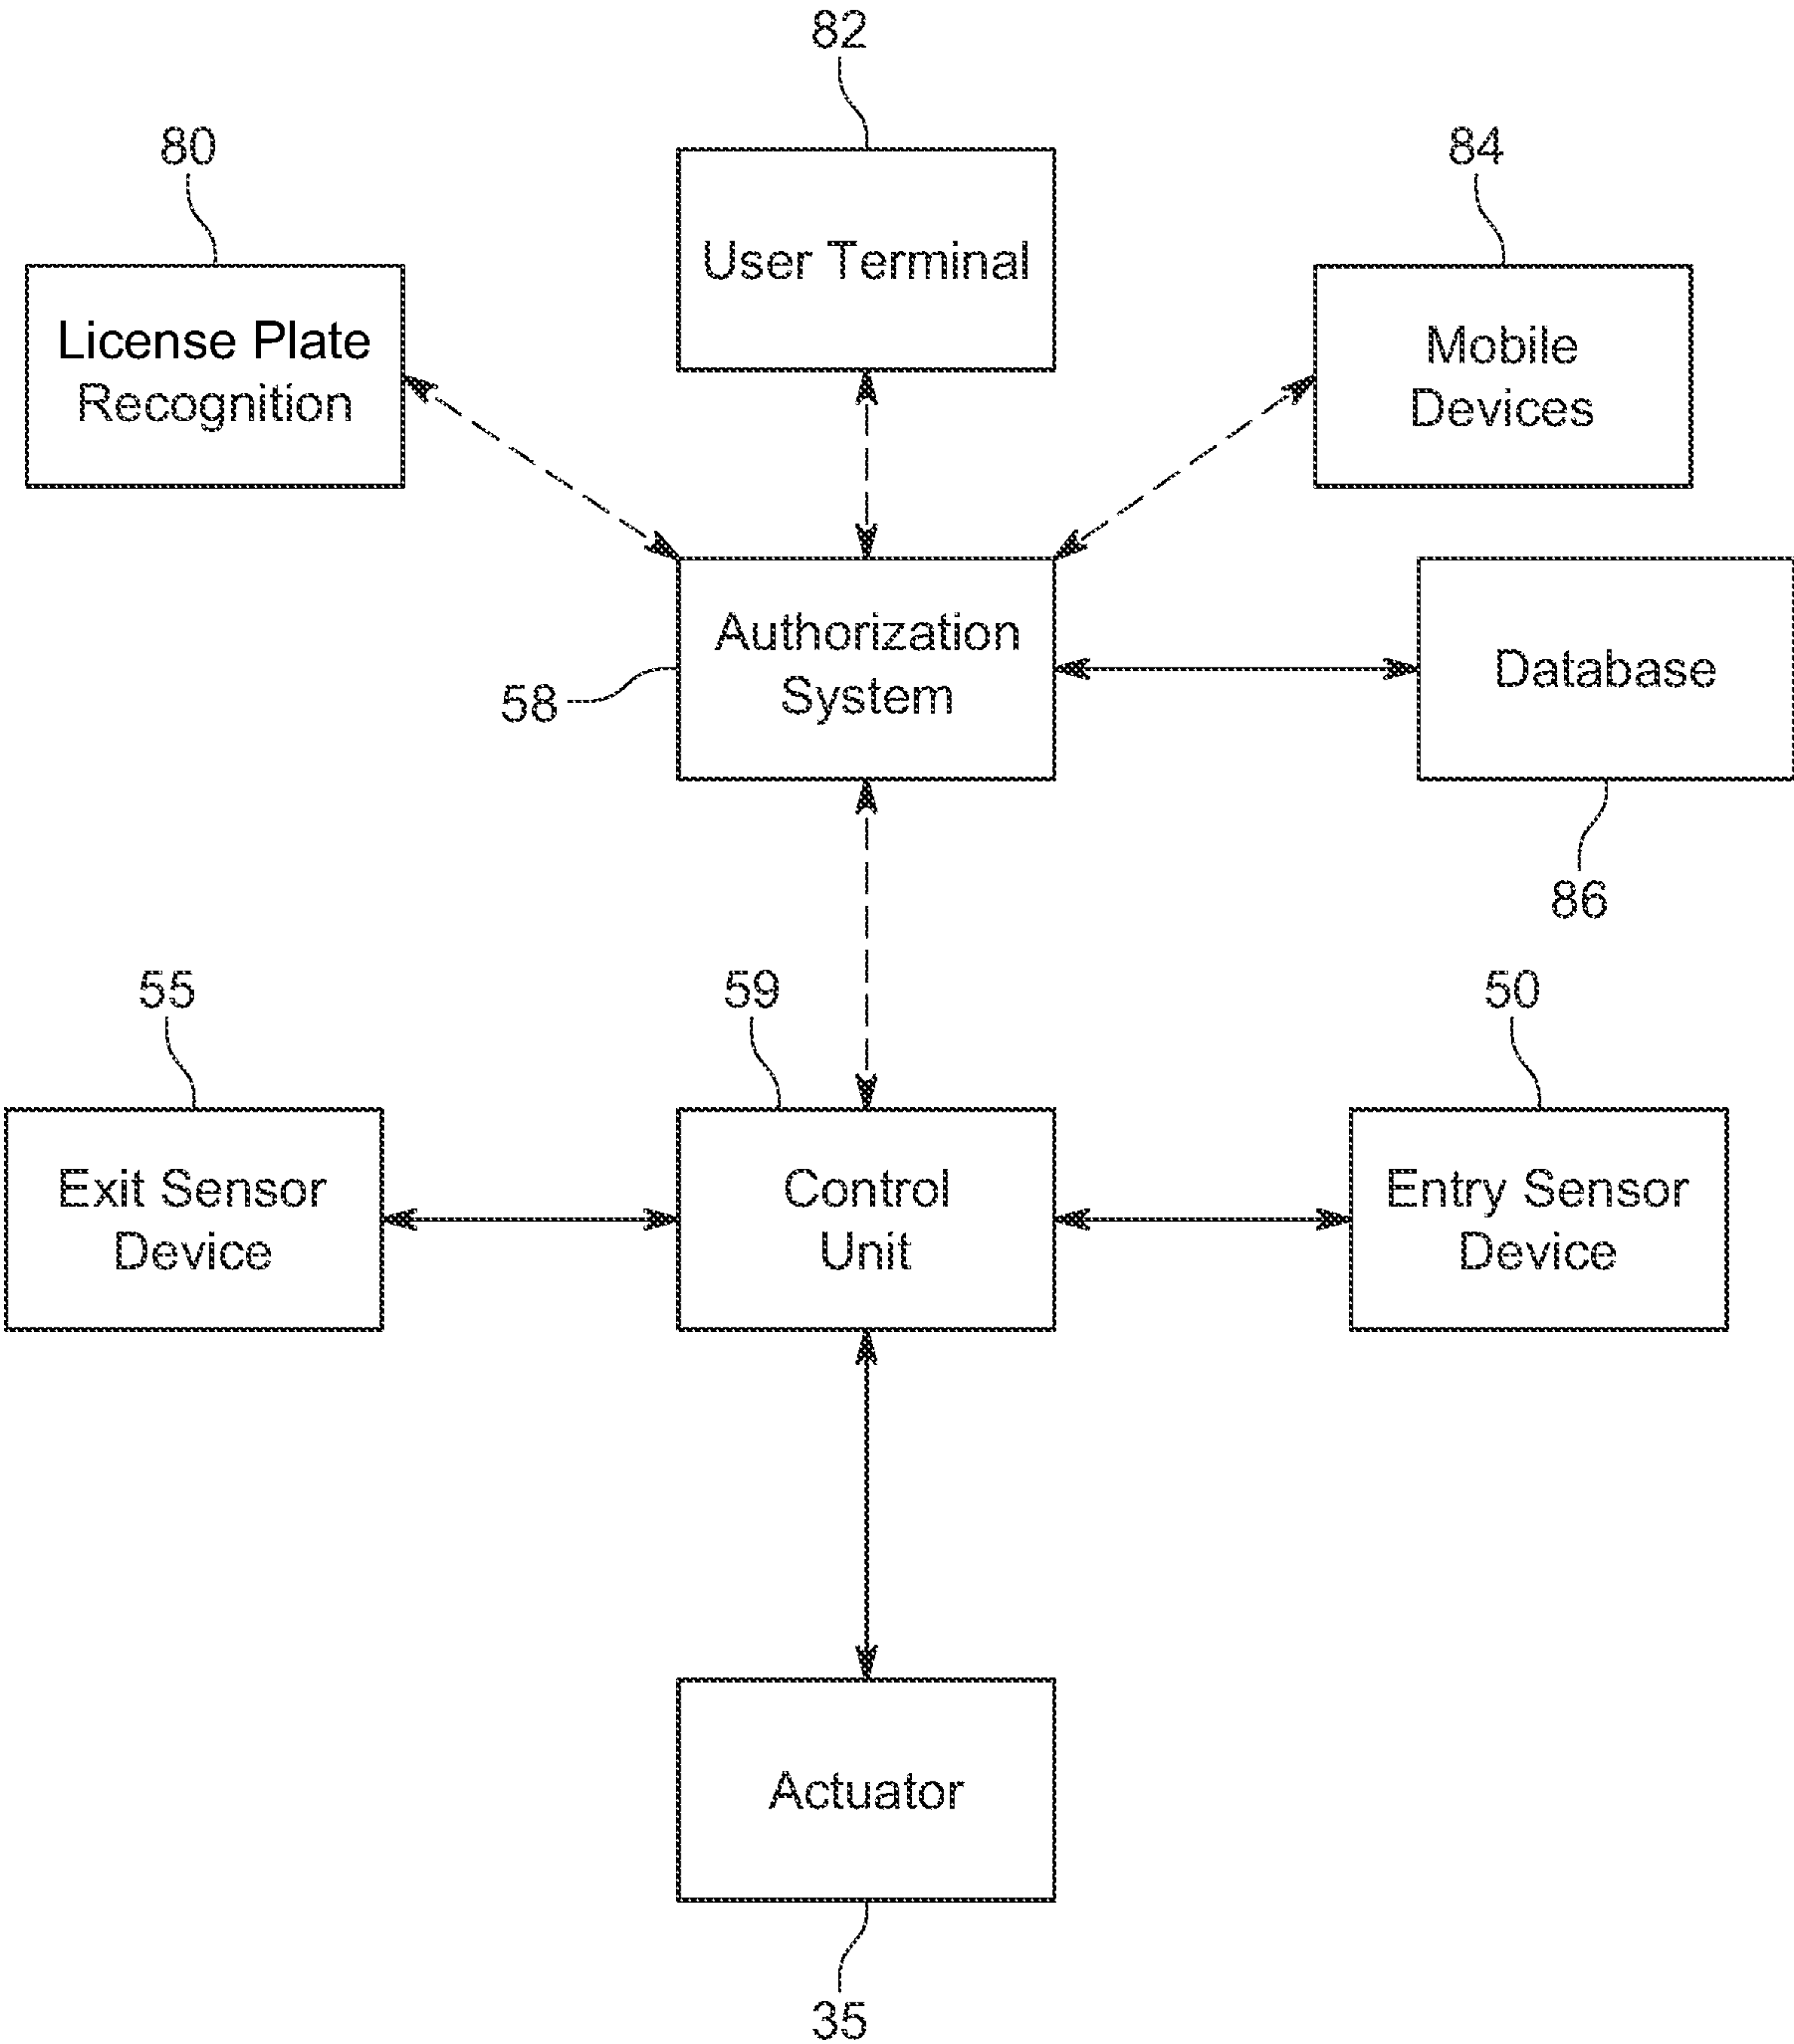 82
80
84
User Terminal
License Plate
Recognition
Mobile
Devices
Authorization
System
58
Database
86
55
59
50
Exit Sensor
Device
Control
Unit
Entry Sensor
Device
Actuator
35